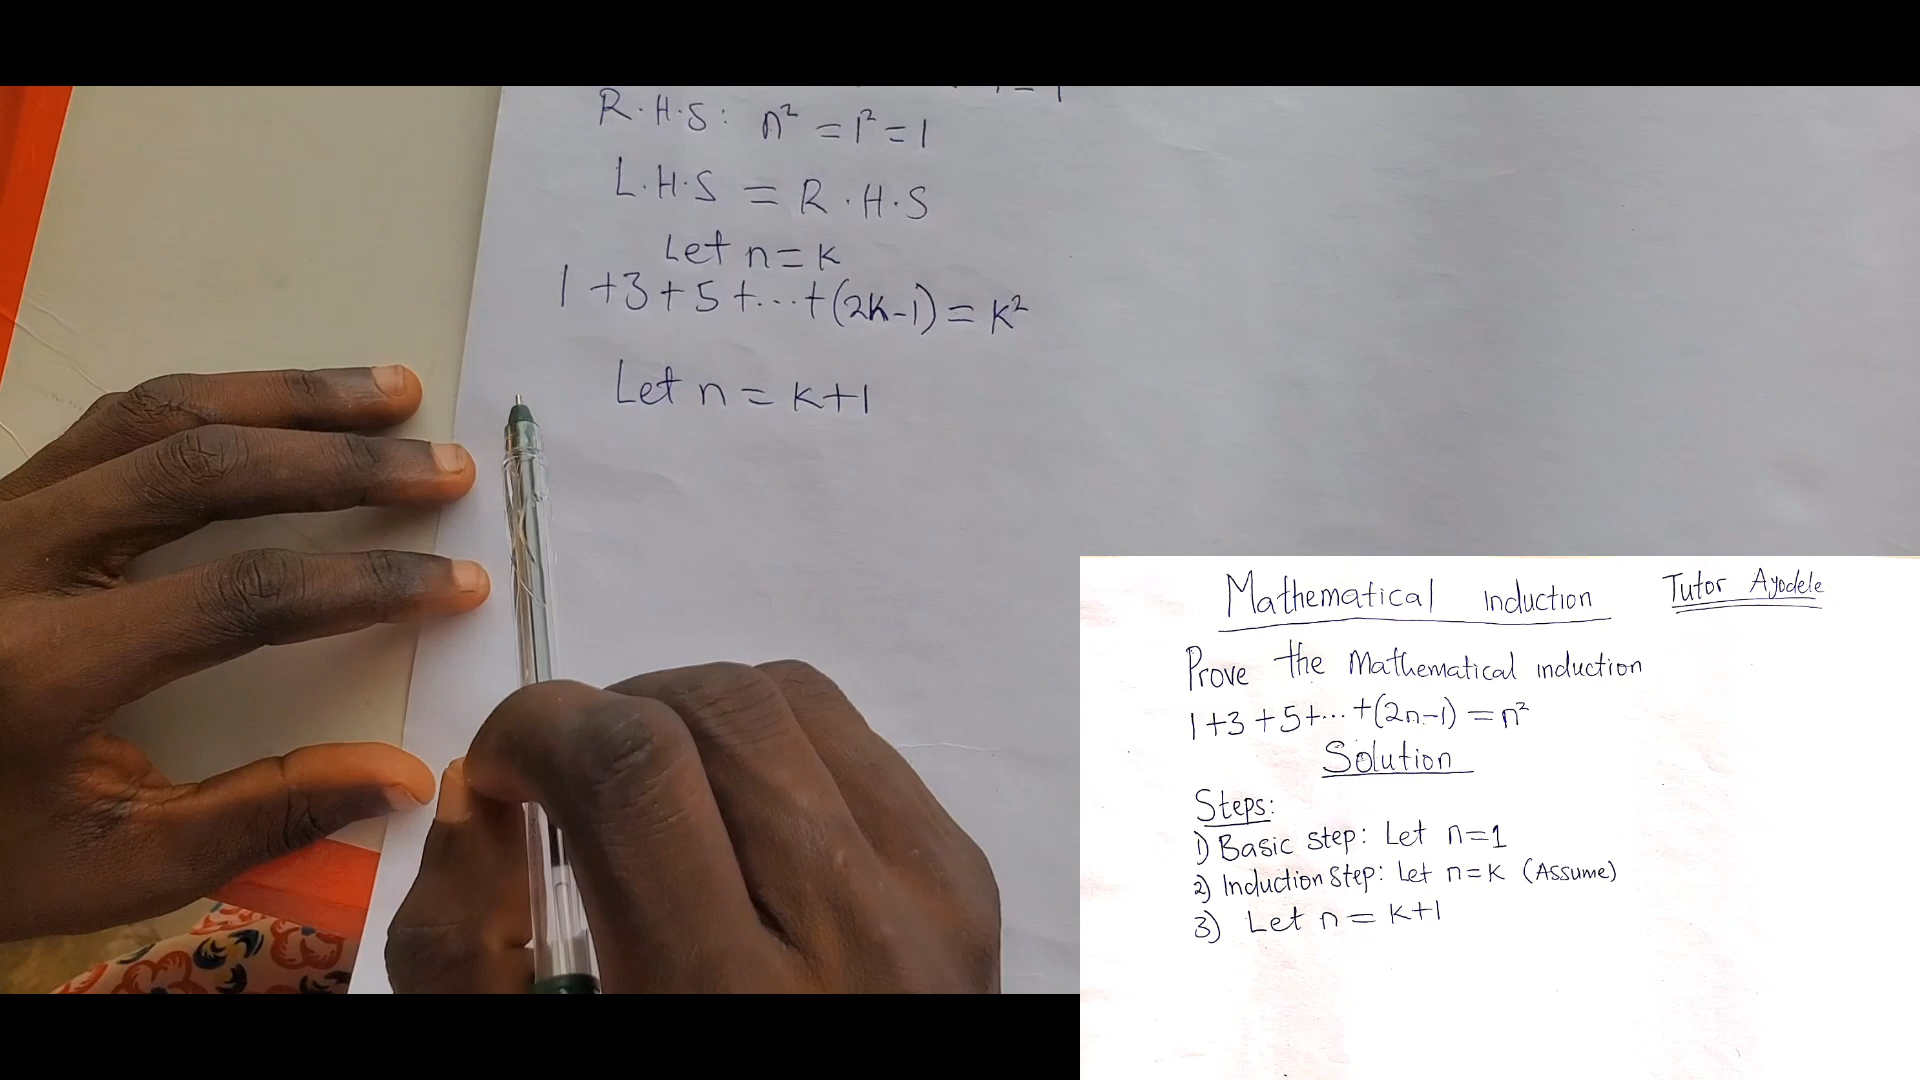 R.H.S: n² = 1² = 1
L.H.S = R.H.S
Let n = k
1 + 3 + 5 + ... + (2k-1) = k²
Let n = k+1
Mathematical induction
Tutor Ayodele
Prove the Mathematical induction
1+3+5+...+(2n-1) = n²
Solution
Steps:
1) Basic step: Let n=1
2) Induction step: Let n=k (Assume)
3) Let n = k+1